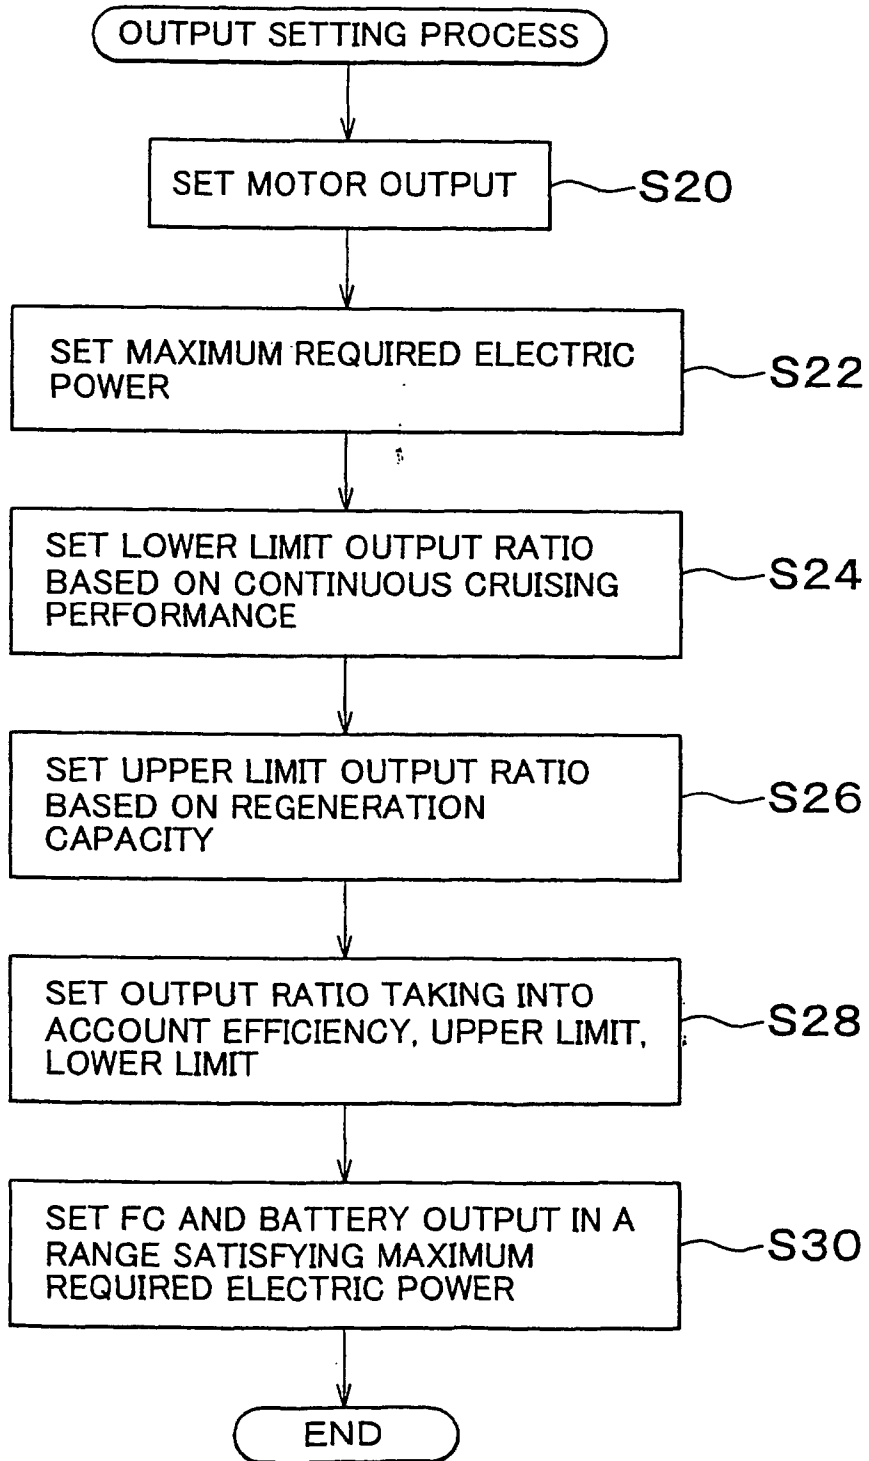 OUTPUT SETTING PROCESS
SET MOTOR OUTPUT
S20
SET MAXIMUM REQUIRED ELECTRIC
POWER
S22
SET LOWER LIMIT OUTPUT RATIO
BASED ON CONTINUOUS CRUISING
PERFORMANCE
S24
SET UPPER LIMIT OUTPUT RATIO
BASED ON REGENERATION
CAPACITY
S26
SET OUTPUT RATIO TAKING INTO
ACCOUNT EFFICIENCY, UPPER LIMIT,
LOWER LIMIT
S28
SET FC AND BATTERY OUTPUT IN A
RANGE SATISFYING MAXIMUM
REQUIRED ELECTRIC POWER
S30
END